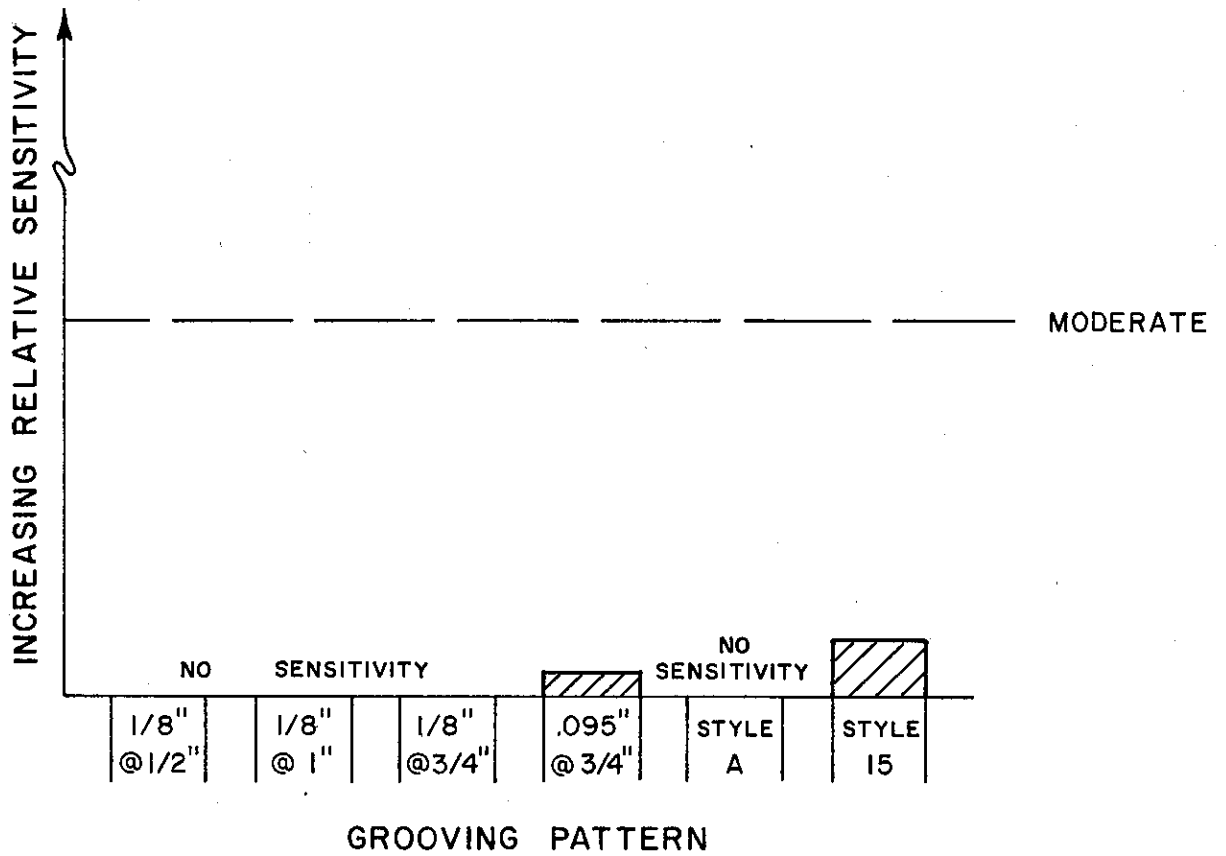 INCREASING RELATIVE SENSITIVITY
MODERATE
NO SENSITIVITY
NO
SENSITIVITY
1/8"
@1/2"
1/8"
@ 1"
1/8"
@3/4"
.095"
@3/4"
STYLE
A
STYLE
15
GROOVING PATTERN